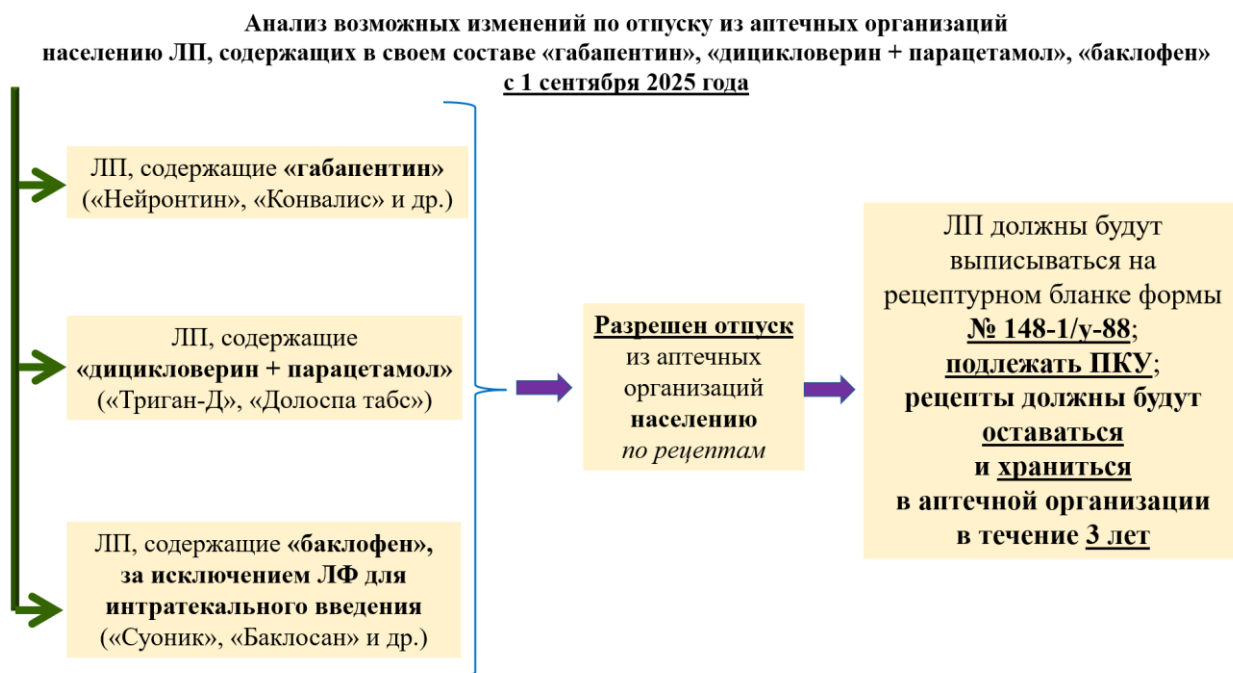 Анализ возможных изменений по отпуску из аптечных организаций
населению ЛП, содержащих в своем составе «габапентин», «дицикловерин + парацетамол», «баклофен»
с 1 сентября 2025 года
ЛП, содержащие «габапентин»
(«Нейронтин», «Конвалис» и др.)
ЛП, содержащие
«дицикловерин + парацетамол»
(«Триган-Д», «Долоспа табс»)
ЛП, содержащие «баклофен»,
за исключением ЛФ для
интратекального введения
(«Суоник», «Баклосан» и др.)
Разрешен отпуск
из аптечных
организаций
населению
по рецептам
ЛП должны будут
выписываться на
рецептурном бланке формы
№ 148-1/у-88;
подлежать ПКУ;
рецепты должны будут
оставаться
и храниться
в аптечной организации
в течение 3 лет